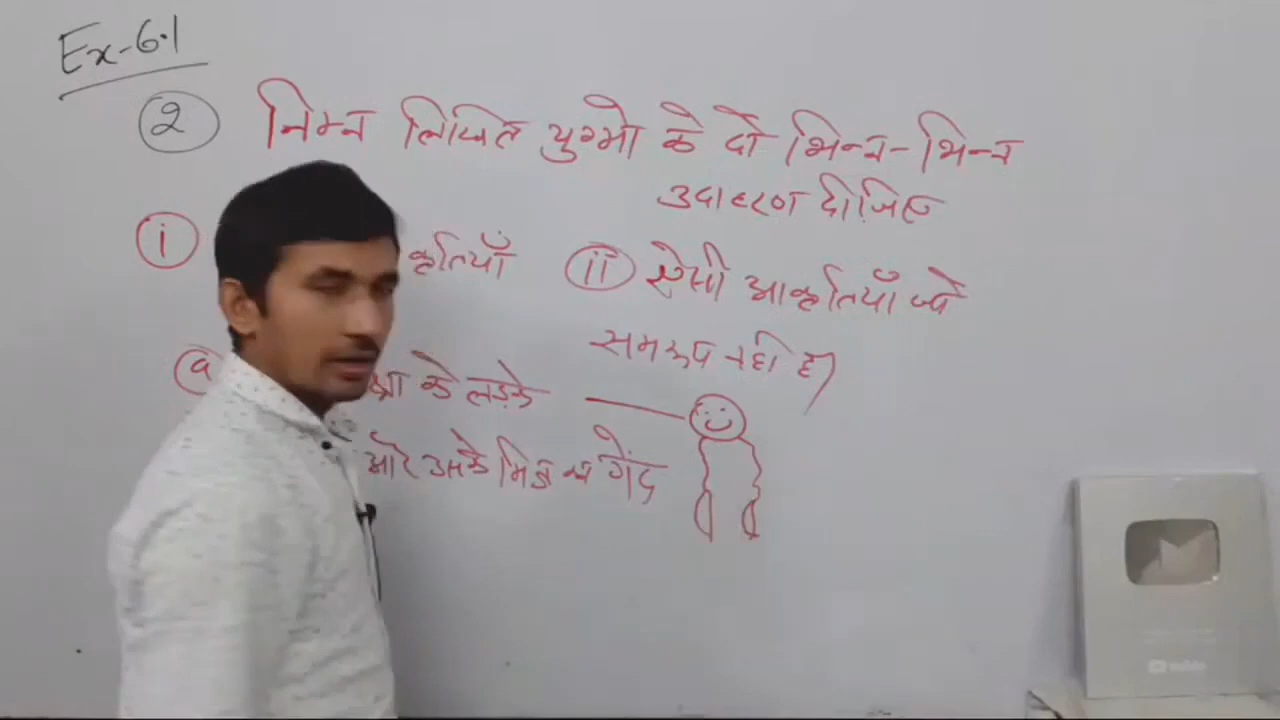 Ex-6.1
2 निम्न लिखित युग्मो के दो भिन्न-भिन्न
उदाहरण दीजिए
i कृतियाँ ii ऐसी आकृतियाँ जो
समरूप नही हो
a के लड़के
और उसके मित्र गेंद